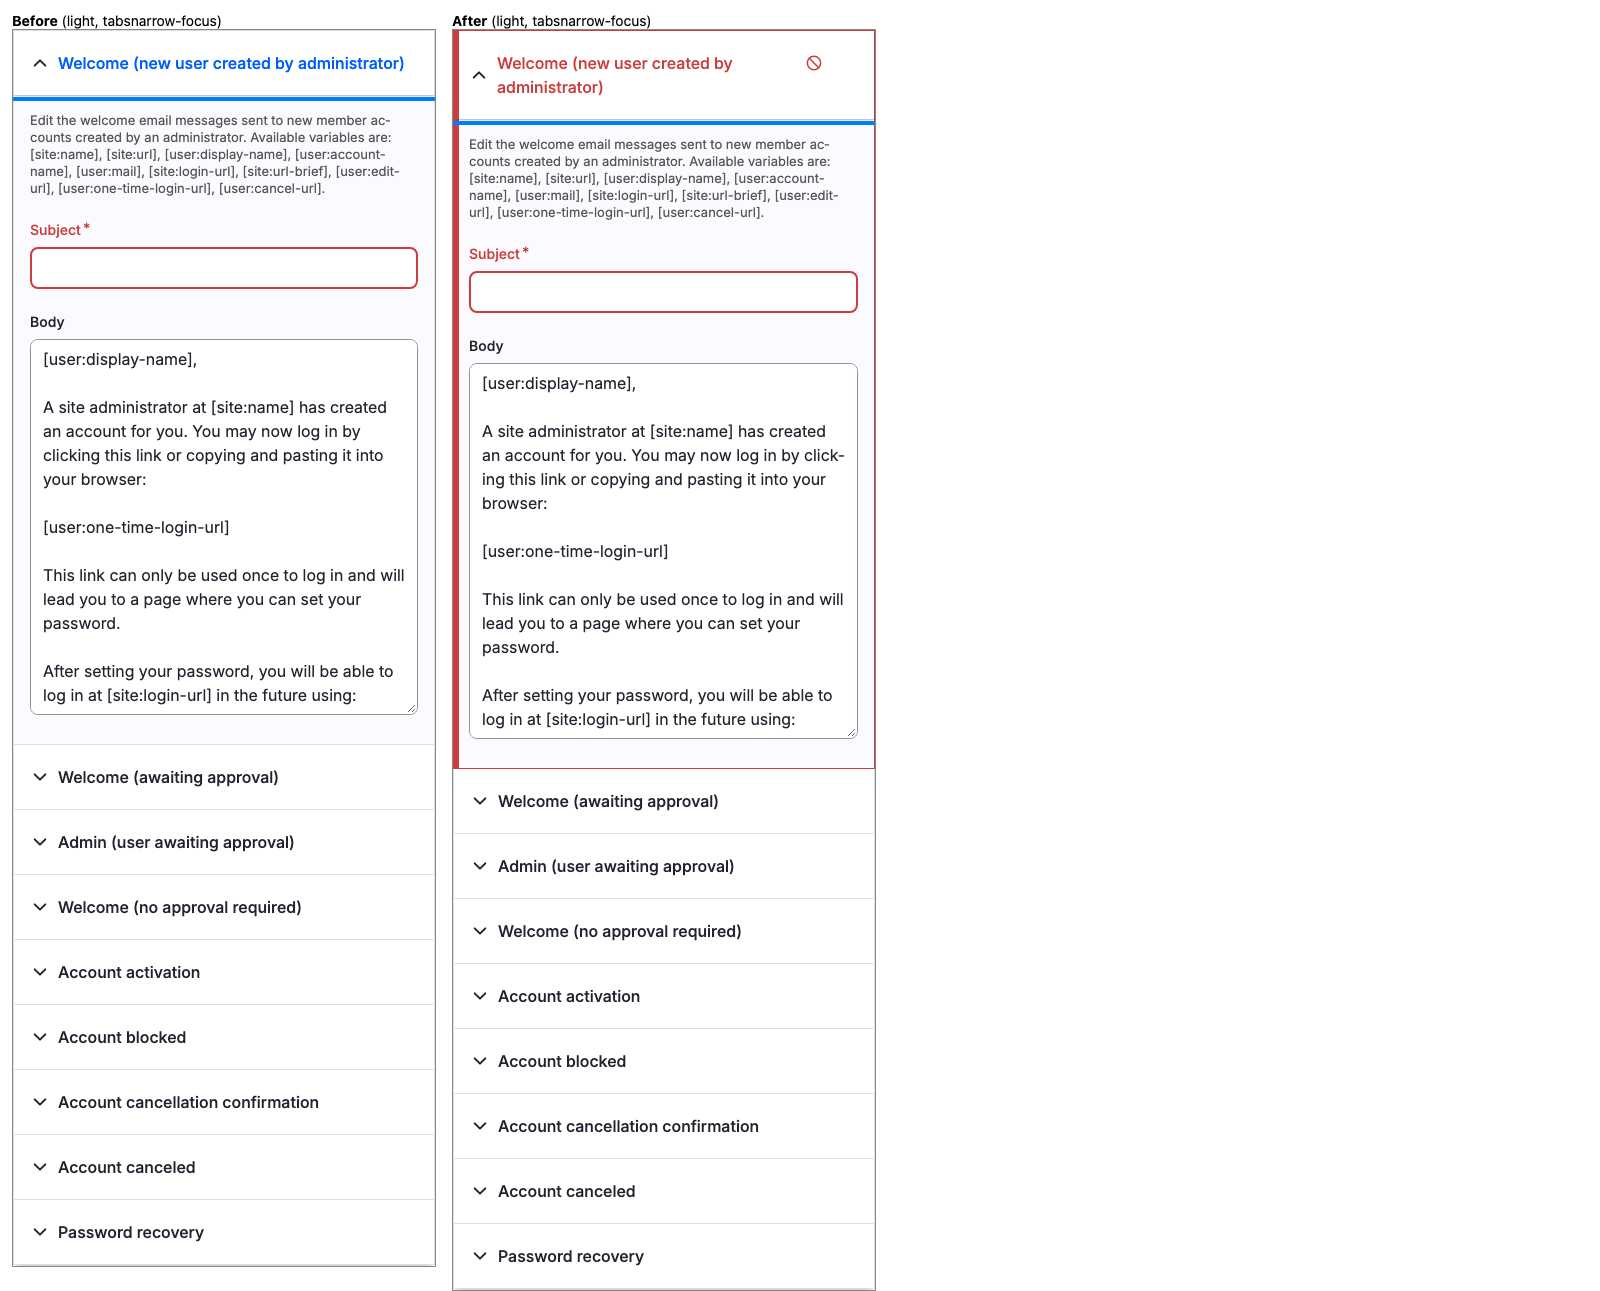 Before (light, tabsnarrow-focus)
Welcome (new user created by administrator)
Edit the welcome email messages sent to new member ac-
counts created by an administrator. Available variables are:
[site:name], [site:url], [user:display-name], [user:account-
name], [user:mail], [site:login-url], [site:url-brief], [user:edit-
url], [user:one-time-login-url], [user:cancel-url].
Subject*
Body
[user:display-name],
A site administrator at [site:name] has created
an account for you. You may now log in by
clicking this link or copying and pasting it into
your browser:
[user:one-time-login-url]
This link can only be used once to log in and will
lead you to a page where you can set your
password.
After setting your password, you will be able to
log in at [site:login-url] in the future using:
Welcome (awaiting approval)
Admin (user awaiting approval)
Welcome (no approval required)
Account activation
Account blocked
Account cancellation confirmation
Account canceled
Password recovery
After (light, tabsnarrow-focus)
Welcome (new user created by
administrator)
Edit the welcome email messages sent to new member ac-
counts created by an administrator. Available variables are:
[site:name], [site:url], [user:display-name], [user:account-
name], [user:mail], [site:login-url], [site:url-brief], [user:edit-
url], [user:one-time-login-url], [user:cancel-url].
Subject*
Body
[user:display-name],
A site administrator at [site:name] has created
an account for you. You may now log in by click-
ing this link or copying and pasting it into your
browser:
[user:one-time-login-url]
This link can only be used once to log in and will
lead you to a page where you can set your
password.
After setting your password, you will be able to
log in at [site:login-url] in the future using:
Welcome (awaiting approval)
Admin (user awaiting approval)
Welcome (no approval required)
Account activation
Account blocked
Account cancellation confirmation
Account canceled
Password recovery